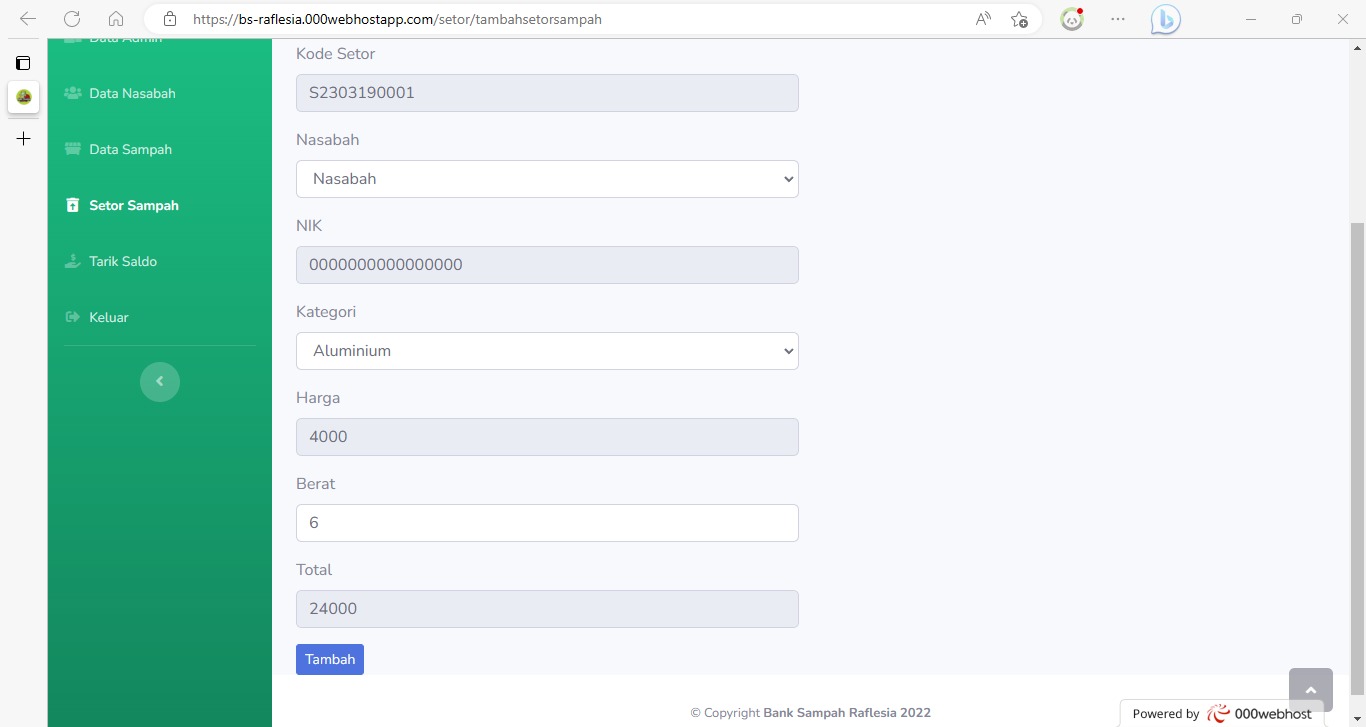 https://bs-raflesia.000webhostapp.com/setor/tambahsetorsampah
Data Admin
Data Nasabah
Data Sampah
Setor Sampah
Tarik Saldo
Keluar
Kode Setor
S2303190001
Nasabah
Nasabah
NIK
0000000000000000
Kategori
Aluminium
Harga
4000
Berat
6
Total
24000
Tambah
© Copyright Bank Sampah Raflesia 2022
Powered by 000webhost